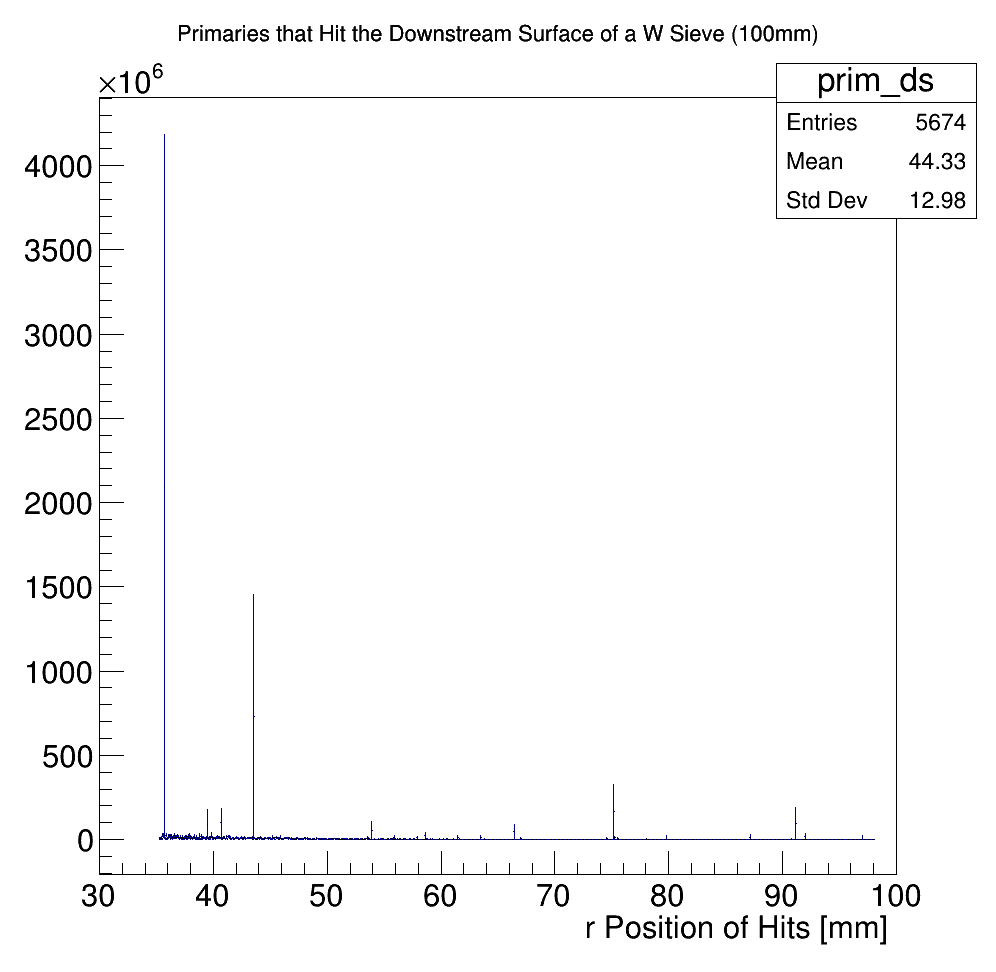 Primaries that Hit the Downstream Surface of a W Sieve (100mm)
×10⁶
prim_ds
Entries 5674
Mean 44.33
Std Dev 12.98
4000
3500
3000
2500
2000
1500
1000
500
0
30 40 50 60 70 80 90 100
r Position of Hits [mm]